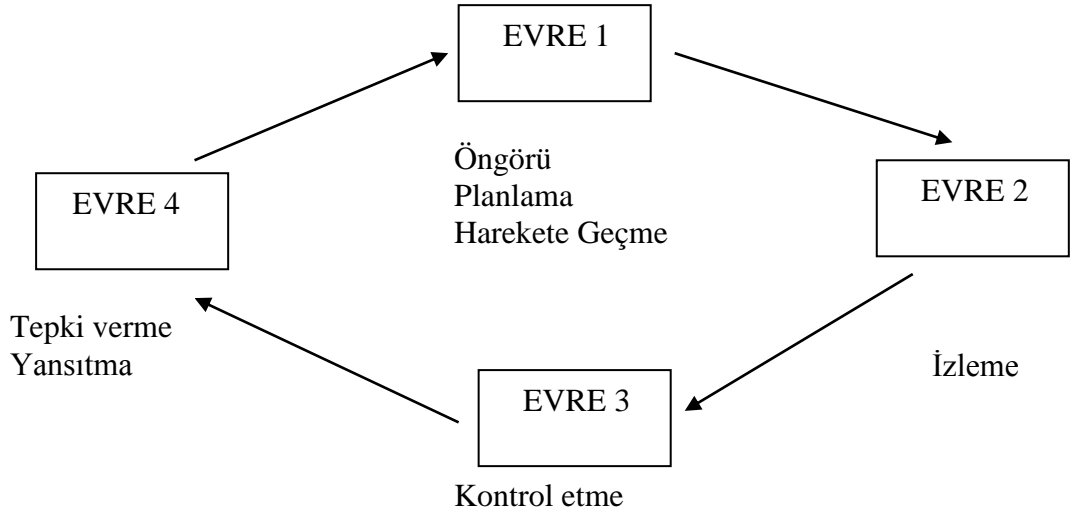 EVRE 1
Öngörü
Planlama
Harekete Geçme
EVRE 2
İzleme
EVRE 3
Kontrol etme
EVRE 4
Tepki verme
Yansıtma